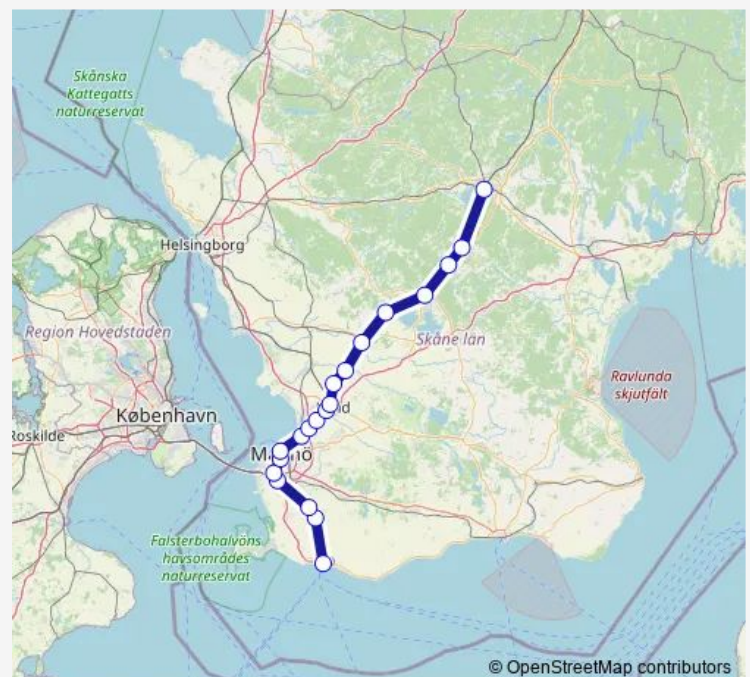 Skånska
Kattegatts
naturreservat
Helsingborg
Region Hovedstaden
Skåne län
Ravlunda
skjutfält
København
Roskilde
Falsterbohalvöns
havsområdes
naturreservat
© OpenStreetMap contributors